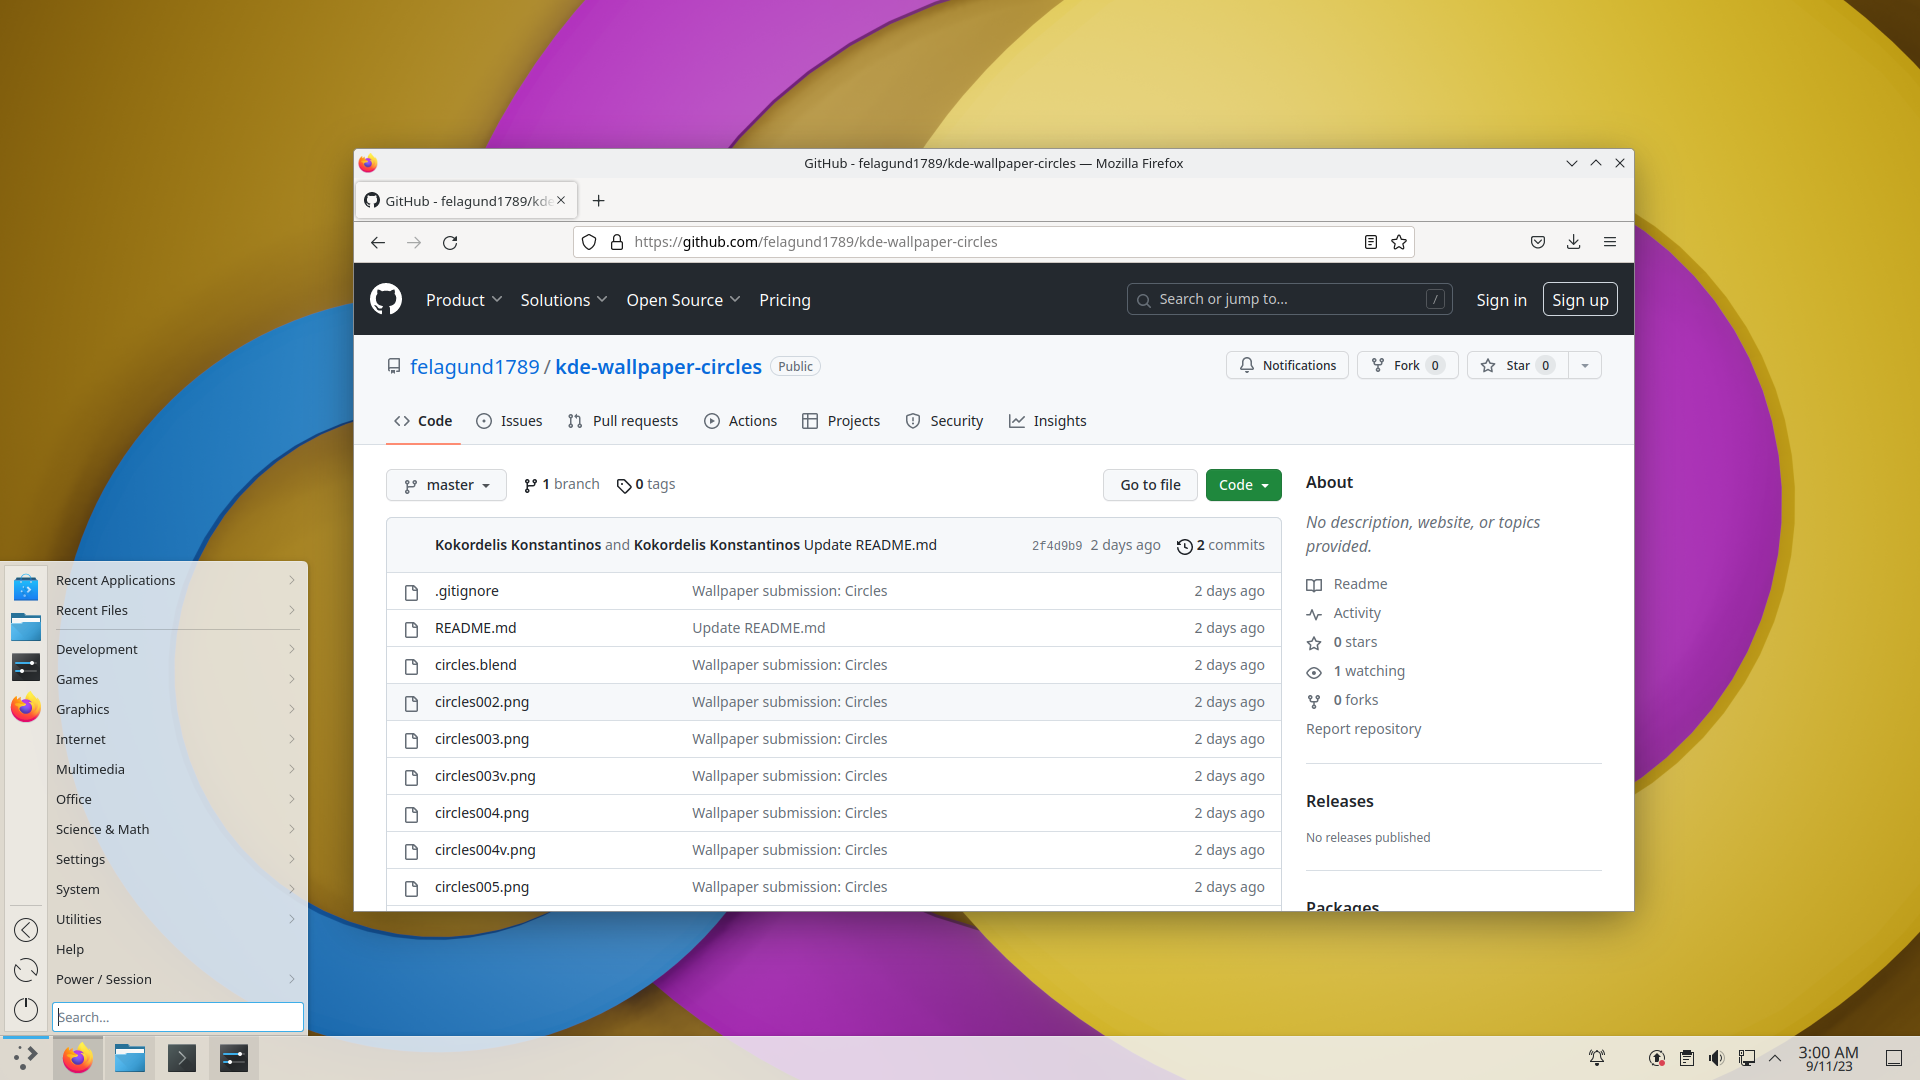 GitHub - felagund1789/kde-wallpaper-circles — Mozilla Firefox
GitHub - felagund1789/kde
https://github.com/felagund1789/kde-wallpaper-circles
Product Solutions Open Source Pricing Search or jump to... / Sign in Sign up
felagund1789 / kde-wallpaper-circles Public Notifications Fork 0 Star 0
Code Issues Pull requests Actions Projects Security Insights
master 1 branch 0 tags Go to file Code
Kokordelis Konstantinos and Kokordelis Konstantinos Update README.md 2f4d9b9 2 days ago 2 commits
.gitignore Wallpaper submission: Circles 2 days ago
README.md Update README.md 2 days ago
circles.blend Wallpaper submission: Circles 2 days ago
circles002.png Wallpaper submission: Circles 2 days ago
circles003.png Wallpaper submission: Circles 2 days ago
circles003v.png Wallpaper submission: Circles 2 days ago
circles004.png Wallpaper submission: Circles 2 days ago
circles004v.png Wallpaper submission: Circles 2 days ago
circles005.png Wallpaper submission: Circles 2 days ago
About
No description, website, or topics
provided.
Readme
Activity
0 stars
1 watching
0 forks
Report repository
Releases
No releases published
Packages
Recent Applications
Recent Files
Development
Games
Graphics
Internet
Multimedia
Office
Science & Math
Settings
System
Utilities
Help
Power / Session
Search...
3:00 AM
9/11/23